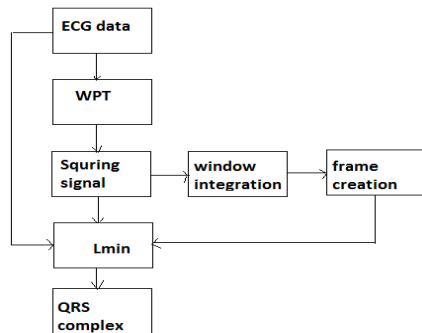 ECG data
WPT
Squring
signal
window
integration
frame
creation
Lmin
QRS
complex